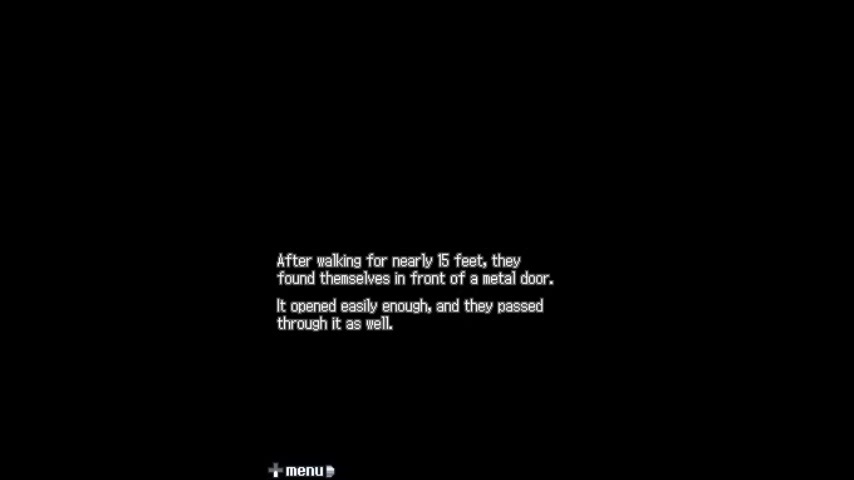 After walking for nearly 15 feet, they
found themselves in front of a metal door.
It opened easily enough, and they passed
through it as well.
menu